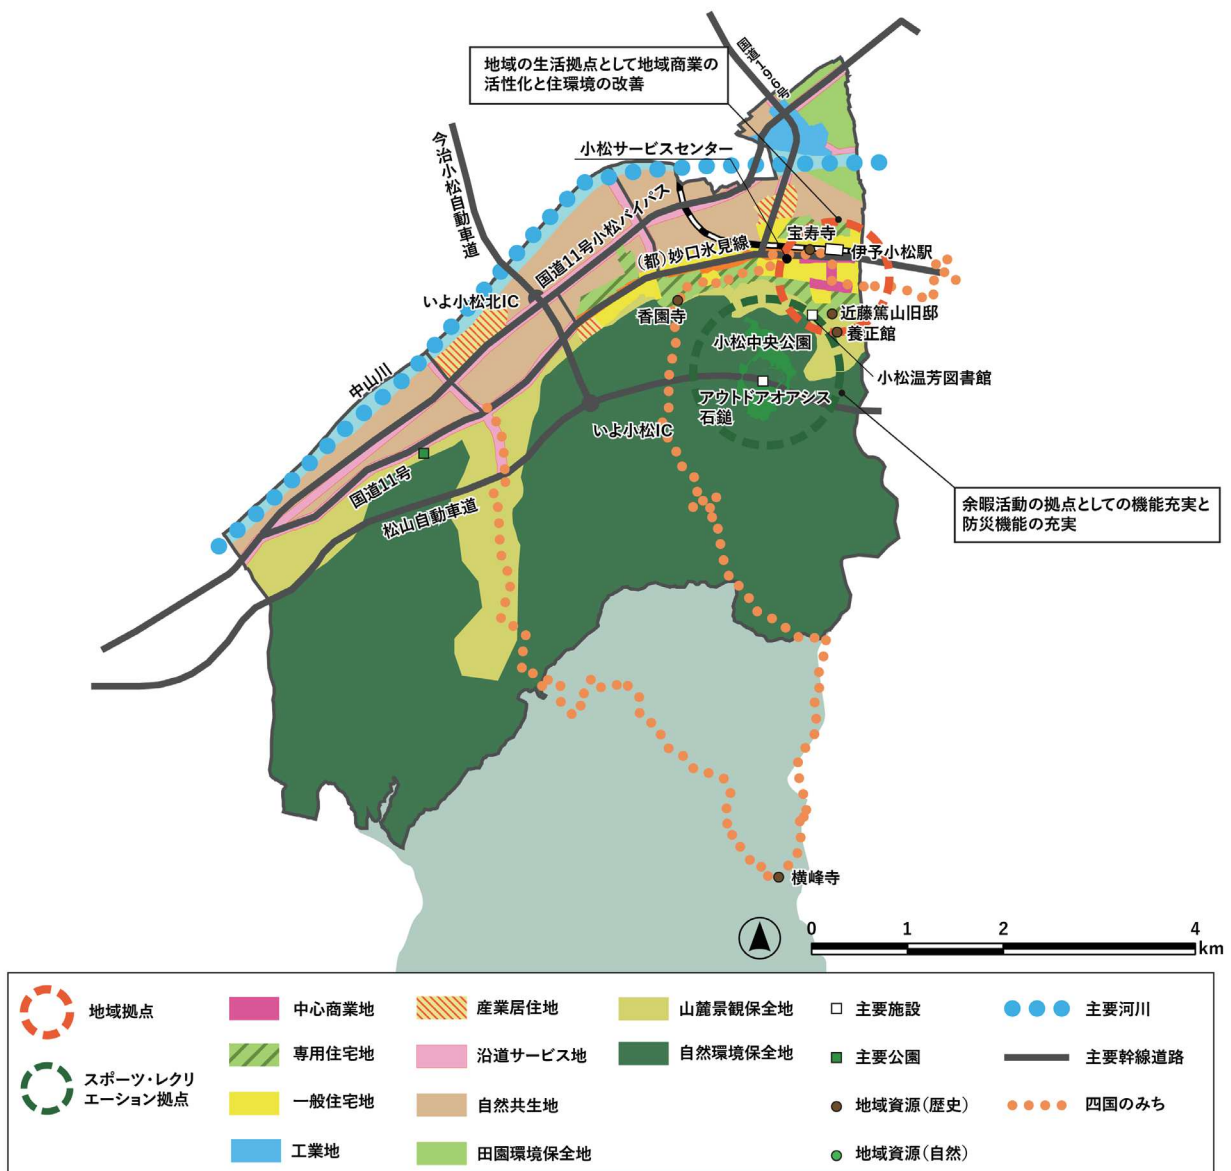 国道196号
地域の生活拠点として地域商業の
活性化と住環境の改善
今治小松自動車道
小松サービスセンター
国道11号小松バイパス
(都)妙口氷見線
宝寿寺
伊予小松駅
いよ小松北IC
香園寺
近藤篤山旧邸
養正館
小松中央公園
小松温芳図書館
中山川
アウトドアオアシス
石鎚
いよ小松IC
国道11号
松山自動車道
余暇活動の拠点としての機能充実と
防災機能の充実
横峰寺
0 1 2 4
km
地域拠点
スポーツ・レクリ
エーション拠点
中心商業地
専用住宅地
一般住宅地
工業地
産業居住地
沿道サービス地
自然共生地
田園環境保全地
山麓景観保全地
自然環境保全地
主要施設
主要公園
地域資源(歴史)
地域資源(自然)
主要河川
主要幹線道路
四国のみち